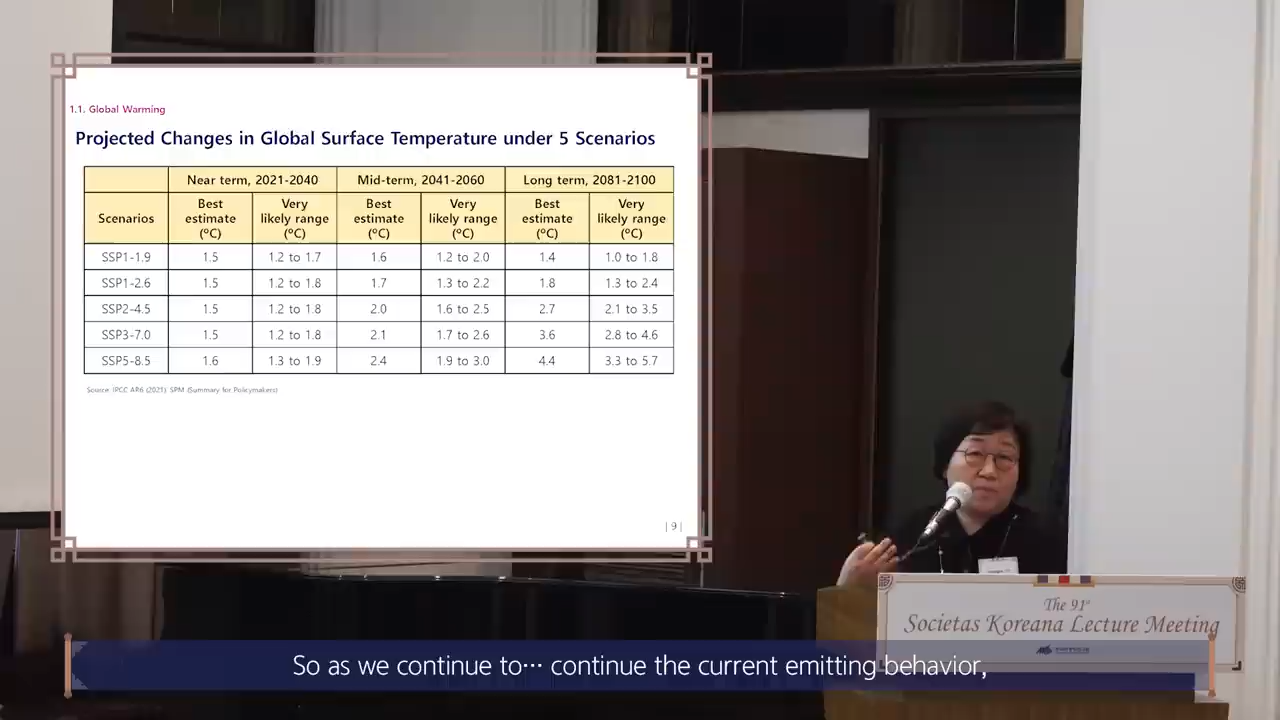 1.1. Global Warming
Projected Changes in Global Surface Temperature under 5 Scenarios
Near term, 2021-2040 Mid-term, 2041-2060 Long term, 2081-2100
Scenarios Best estimate (ºC) Very likely range (ºC) Best estimate (ºC) Very likely range (ºC) Best estimate (ºC) Very likely range (ºC)
SSP1-1.9 1.5 1.2 to 1.7 1.6 1.2 to 2.0 1.4 1.0 to 1.8
SSP1-2.6 1.5 1.2 to 1.8 1.7 1.3 to 2.2 1.8 1.3 to 2.4
SSP2-4.5 1.5 1.2 to 1.8 2.0 1.6 to 2.5 2.7 2.1 to 3.5
SSP3-7.0 1.5 1.2 to 1.8 2.1 1.7 to 2.6 3.6 2.8 to 4.6
SSP5-8.5 1.6 1.3 to 1.9 2.4 1.9 to 3.0 4.4 3.3 to 5.7
Source: IPCC AR6 (2021). SPM (Summary for Policymakers)
| 9 |
The 91st
Societas Koreana Lecture Meeting
So as we continue to… continue the current emitting behavior,